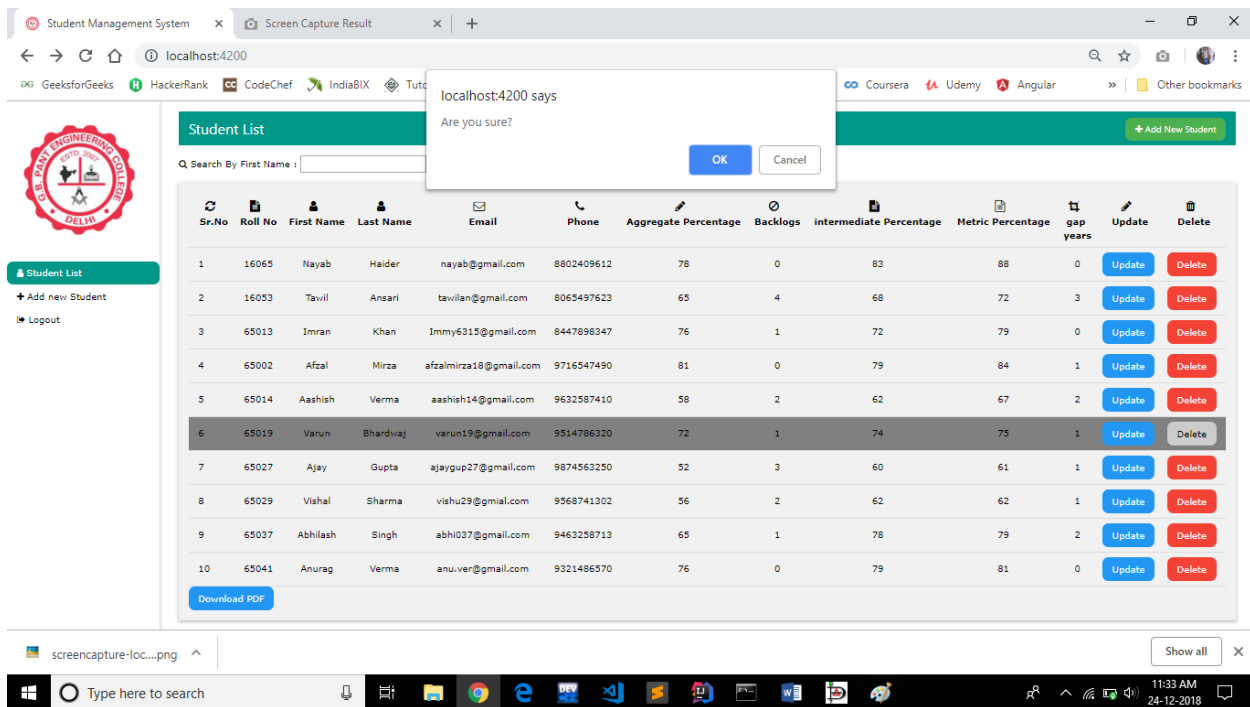 Student Management System
Screen Capture Result
localhost:4200
GeeksforGeeks HackerRank CodeChef IndiaBIX Coursera Udemy Angular » Other bookmarks
localhost:4200 says
Are you sure?
OK Cancel
G.B. PANT ENGINEERING COLLEGE
ESTD. 2007
DELHI
Student List
+ Add new Student
Logout
Student List
+ Add New Student
Search By First Name :
Sr.No Roll No First Name Last Name Email Phone Aggregate Percentage Backlogs intermediate Percentage Metric Percentage gap years Update Delete
1 16065 Nayab Haider nayab@gmail.com 8802409612 78 0 83 88 0 Update Delete
2 16053 Tawil Ansari tawilan@gmail.com 8065497623 65 4 68 72 3 Update Delete
3 65013 Imran Khan Immy6315@gmail.com 8447898347 76 1 72 79 0 Update Delete
4 65002 Afzal Mirza afzalmirza18@gmail.com 9716547490 81 0 79 84 1 Update Delete
5 65014 Aashish Verma aashish14@gmail.com 9632587410 58 2 62 67 2 Update Delete
6 65019 Varun Bhardwaj varun19@gmail.com 9514786320 72 1 74 75 1 Update Delete
7 65027 Ajay Gupta ajaygup27@gmail.com 9874563250 52 3 60 61 1 Update Delete
8 65029 Vishal Sharma vishu29@gmial.com 9568741302 56 2 62 62 1 Update Delete
9 65037 Abhilash Singh abhi037@gmail.com 9463258713 65 1 78 79 2 Update Delete
10 65041 Anurag Verma anu.ver@gmail.com 9321486570 76 0 79 81 0 Update Delete
Download PDF
screencapture-loc....png
Show all
Type here to search
DEV
11:33 AM
24-12-2018